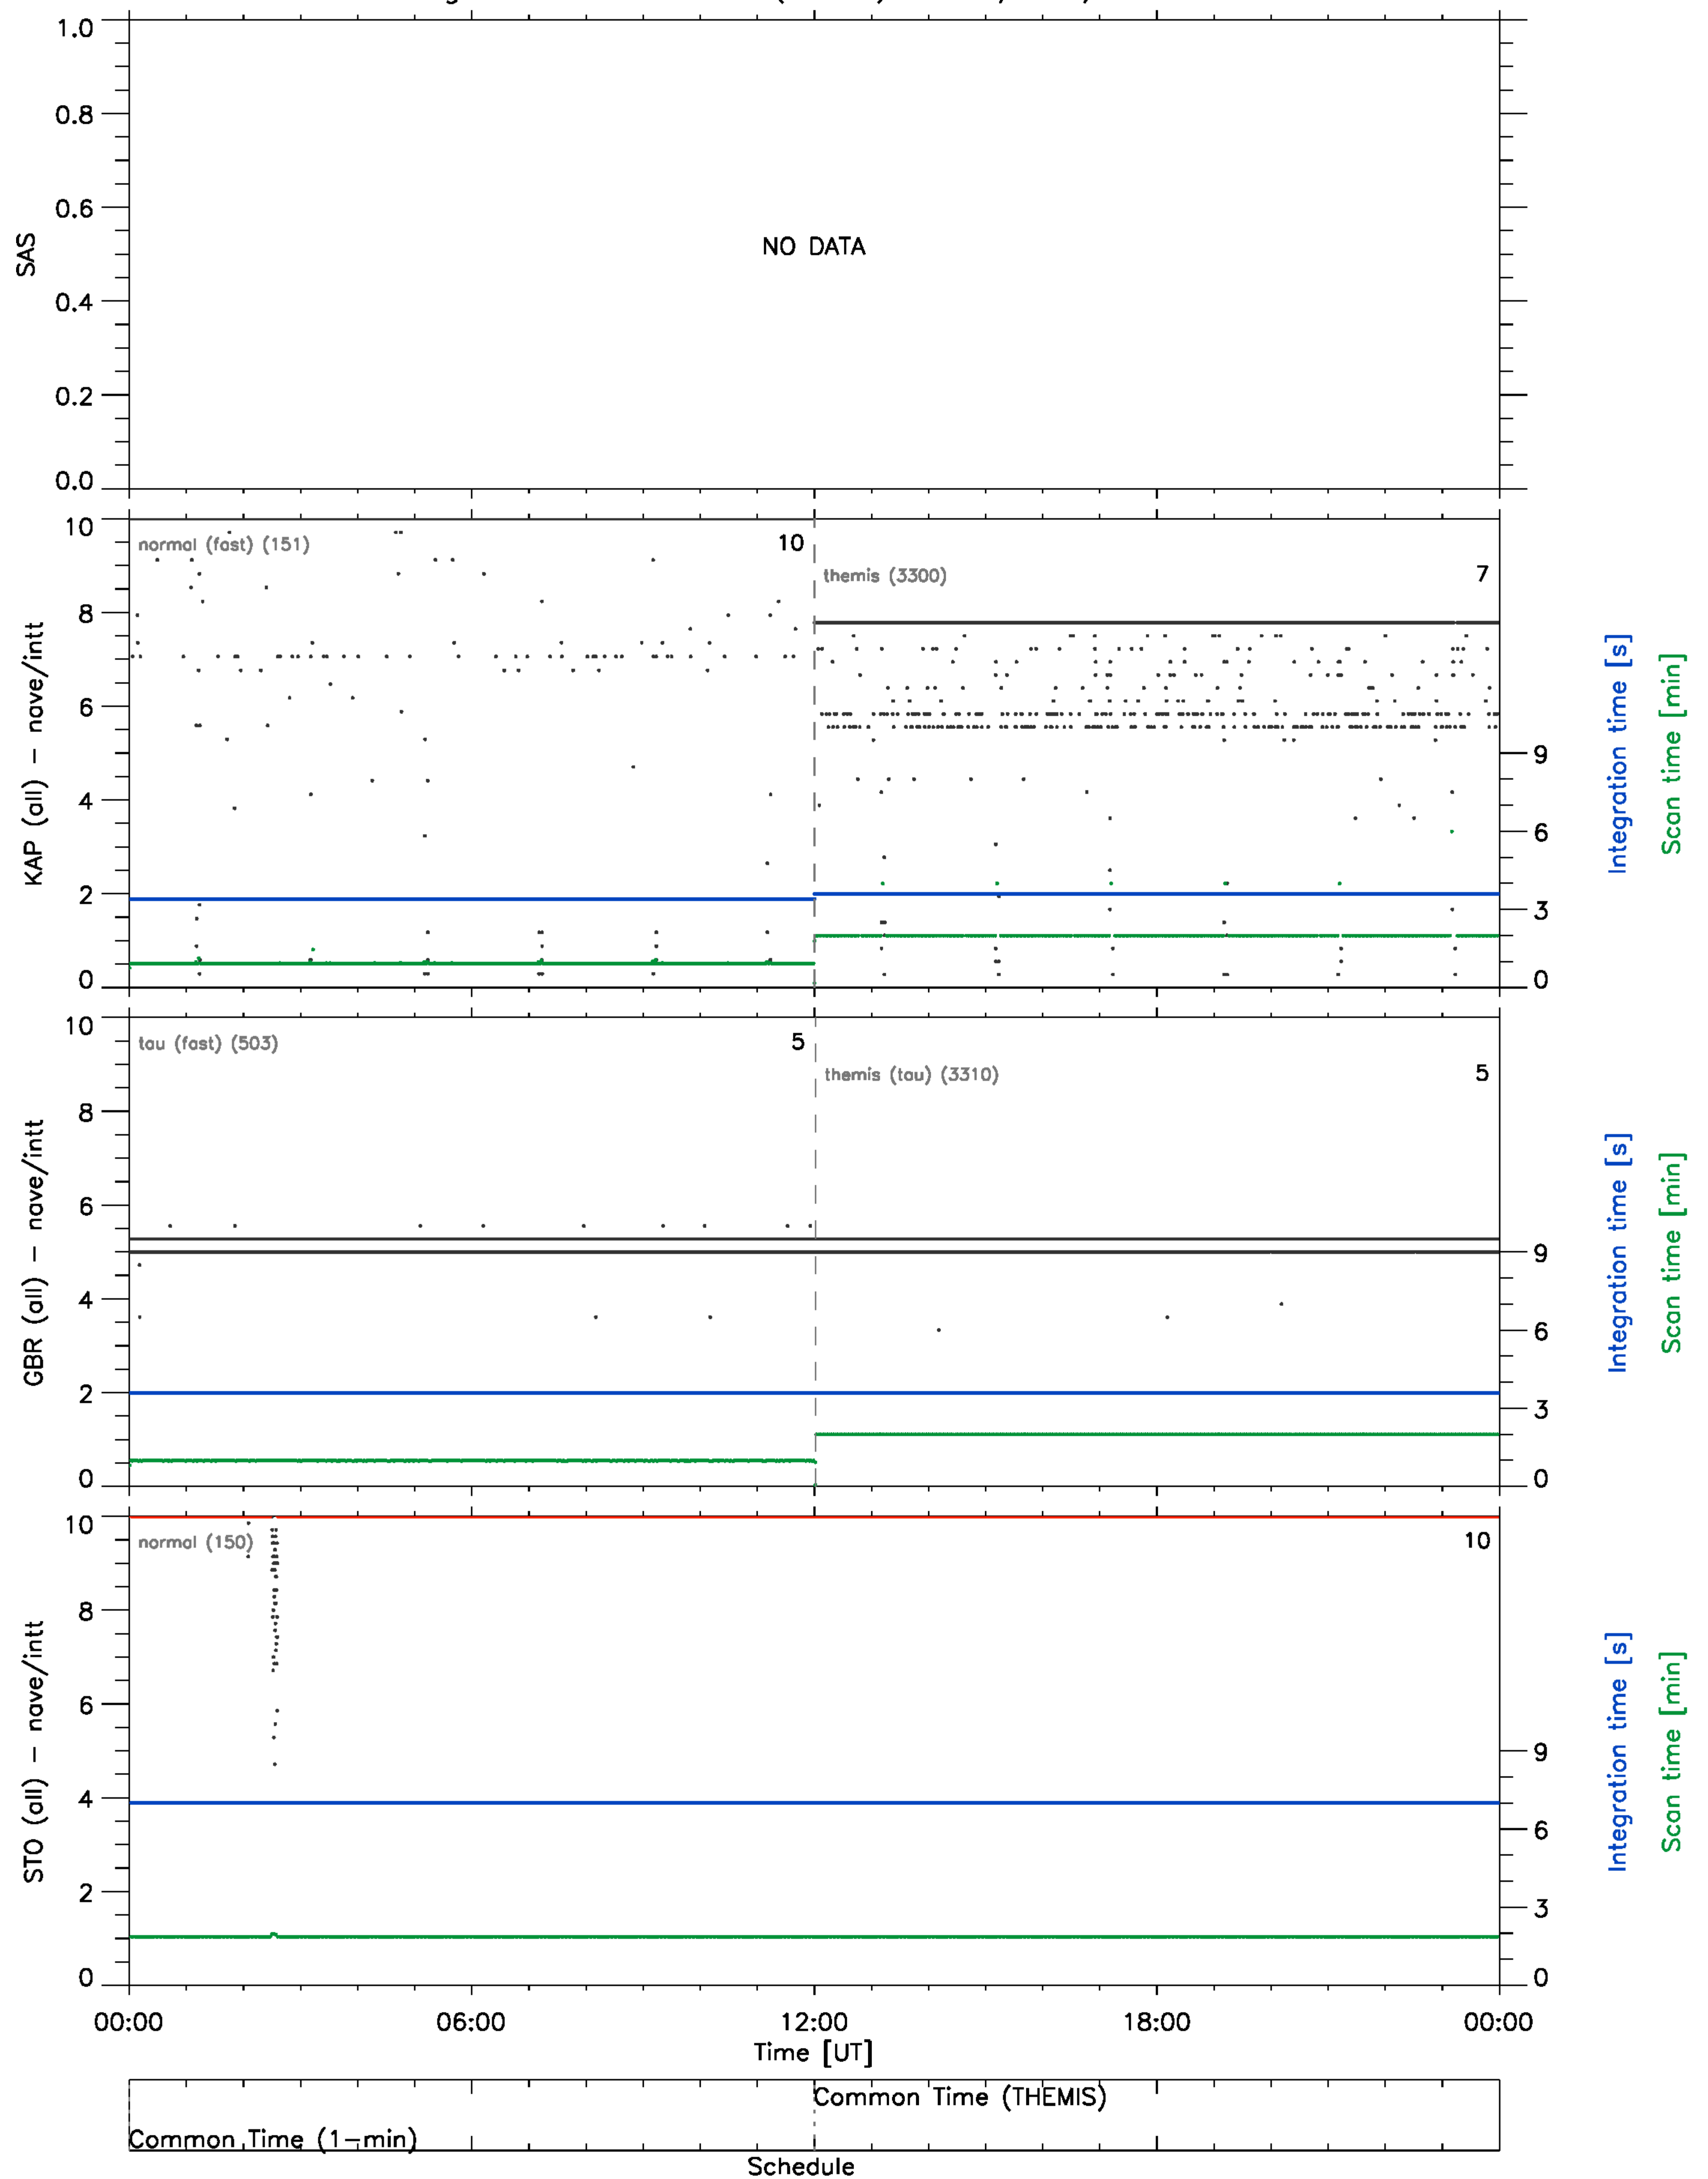 1.0
0.8
0.6
0.4
0.2
0.0
SAS
NO DATA
10
8
6
4
2
0
KAP (all) – nave/intt
normal (fast) (151)
10
themis (3300)
7
9
6
3
0
Integration time [s]
Scan time [min]
10
8
6
4
2
0
GBR (all) – nave/intt
tau (fast) (503)
5
themis (tau) (3310)
5
9
6
3
0
Integration time [s]
Scan time [min]
10
8
6
4
2
0
STO (all) – nave/intt
normal (150)
10
9
6
3
0
Integration time [s]
Scan time [min]
00:00 06:00 12:00 18:00 00:00
Time [UT]
Common Time (THEMIS)
Common Time (1–min)
Schedule